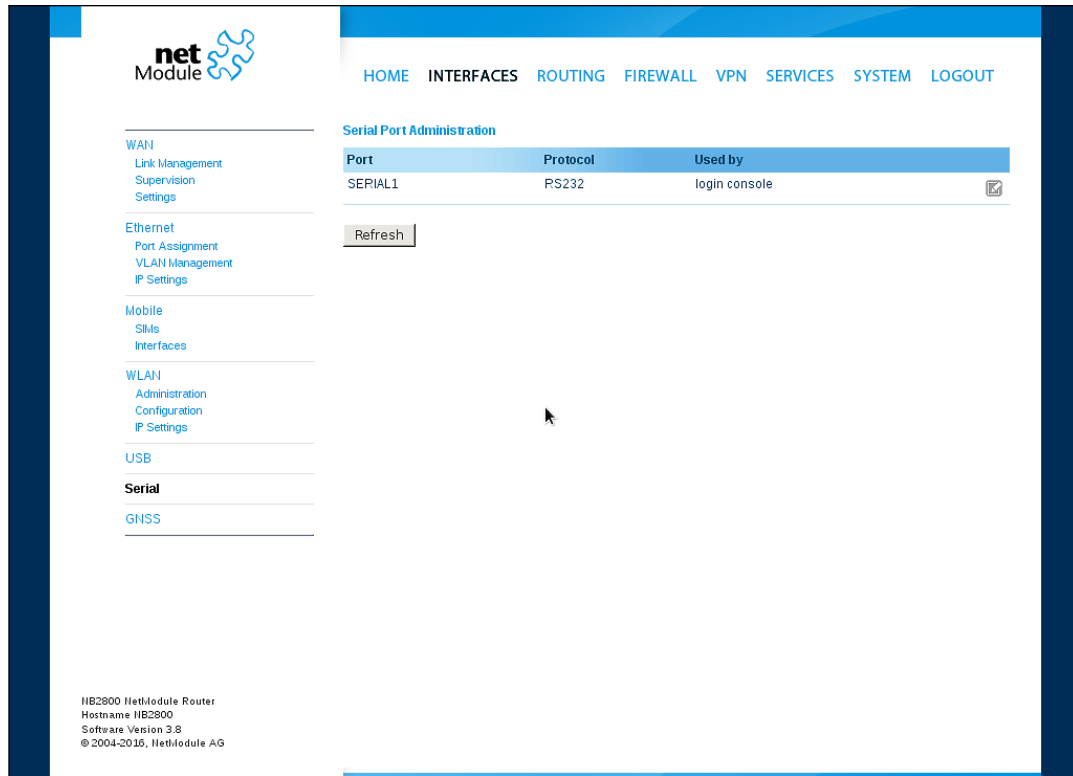 net
Module
HOME INTERFACES ROUTING FIREWALL VPN SERVICES SYSTEM LOGOUT
WAN
Link Management
Supervision
Settings
Ethernet
Port Assignment
VLAN Management
IP Settings
Mobile
SIMs
Interfaces
WLAN
Administration
Configuration
IP Settings
USB
Serial
GNSS
Serial Port Administration
Port Protocol Used by
SERIAL1 RS232 login console
Refresh
NB2800 NetModule Router
Hostname NB2800
Software Version 3.8
© 2004-2016, NetModule AG